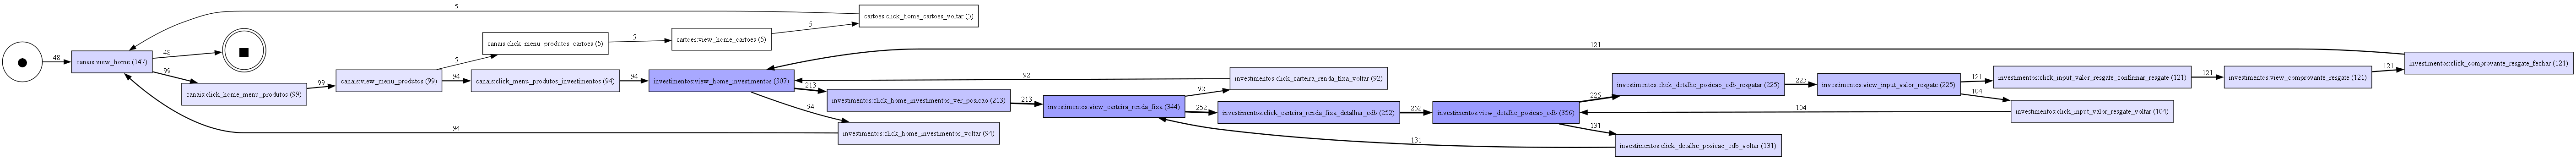 5
cartoes:click_home_cartoes_voltar (5)
5
canais:click_menu_produtos_cartoes (5)
5
cartoes:view_home_cartoes (5)
5
48
canais:view_home (147)
48
99
canais:click_home_menu_produtos (99)
99
canais:view_menu_produtos (99)
94
canais:click_menu_produtos_investimentos (94)
94
investimentos:view_home_investimentos (307)
121
92
investimentos:click_carteira_renda_fixa_voltar (92)
213
investimentos:click_home_investimentos_ver_posicao (213)
213
investimentos:view_carteira_renda_fixa (344)
92
252
investimentos:click_carteira_renda_fixa_detalhar_cdb (252)
252
investimentos:view_detalhe_posicao_cdb (356)
225
investimentos:click_detalhe_posicao_cdb_resgatar (225)
225
investimentos:view_input_valor_resgate (225)
121
investimentos:click_input_valor_resgate_confirmar_resgate (121)
121
investimentos:view_comprovante_resgate (121)
121
investimentos:click_comprovante_resgate_fechar (121)
104
investimentos:click_input_valor_resgate_voltar (104)
104
94
investimentos:click_home_investimentos_voltar (94)
94
131
investimentos:click_detalhe_posicao_cdb_voltar (131)
131